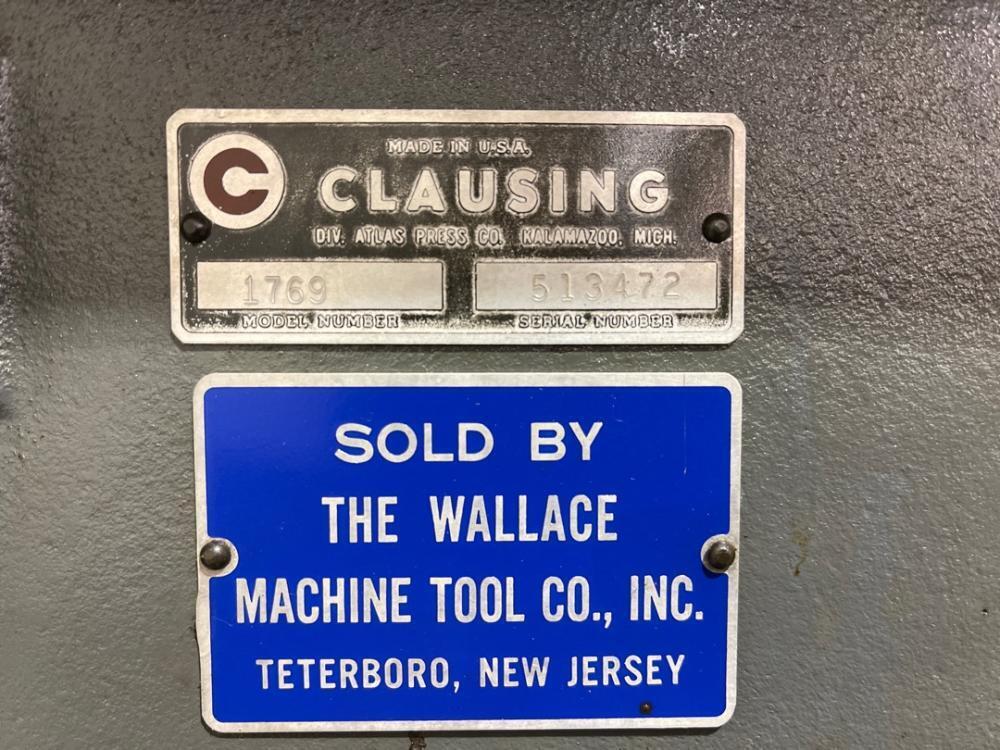 MADE IN U.S.A.
C CLAUSING
DIV. ATLAS PRESS CO. KALAMAZOO, MICH.
1769 513472
MODEL NUMBER SERIAL NUMBER
SOLD BY
THE WALLACE
MACHINE TOOL CO., INC.
TETERBORO, NEW JERSEY